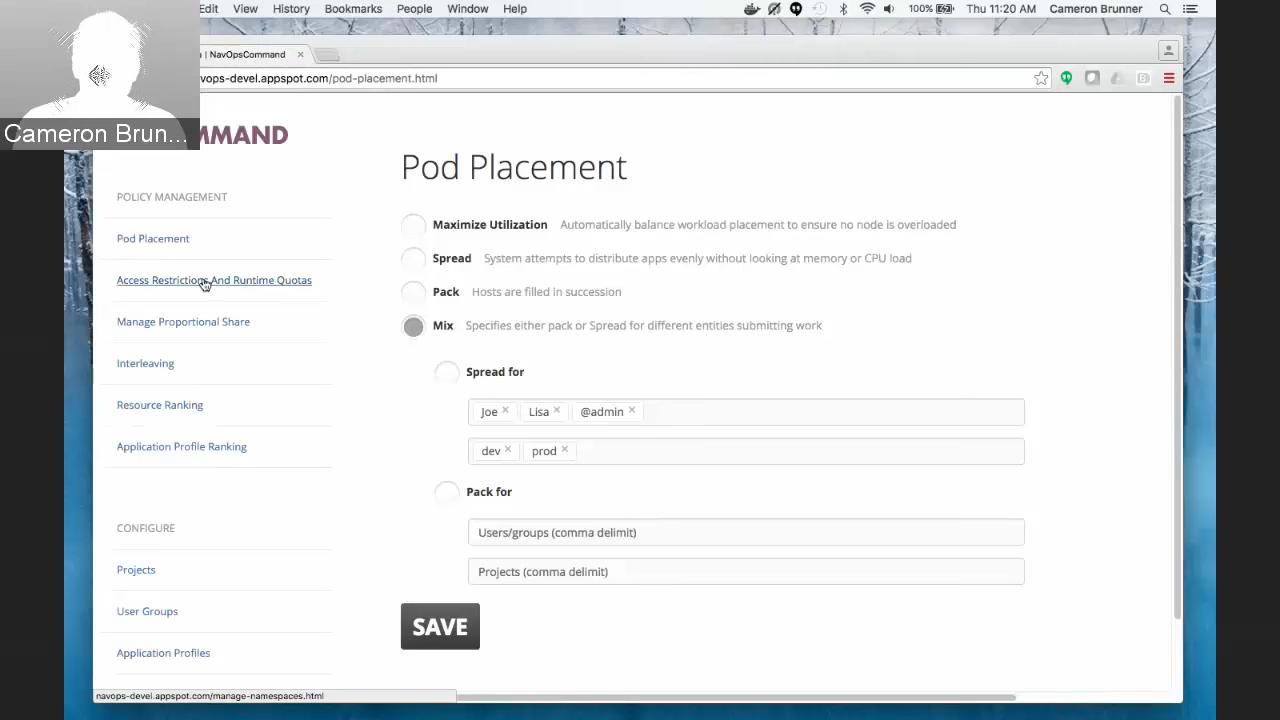 Edit View History Bookmarks People Window Help 100% Thu 11:20 AM Cameron Brunner
| NavOpsCommand ×
vops-devel.appspot.com/pod-placement.html
Cameron Brun...
MMAND
POLICY MANAGEMENT
Pod Placement
Access Restrictions And Runtime Quotas
Manage Proportional Share
Interleaving
Resource Ranking
Application Profile Ranking
CONFIGURE
Projects
User Groups
Application Profiles
Pod Placement
Maximize Utilization Automatically balance workload placement to ensure no node is overloaded
Spread System attempts to distribute apps evenly without looking at memory or CPU load
Pack Hosts are filled in succession
Mix Specifies either pack or Spread for different entities submitting work
Spread for
Joe × Lisa × @admin ×
dev × prod ×
Pack for
Users/groups (comma delimit)
Projects (comma delimit)
SAVE
navops-devel.appspot.com/manage-namespaces.html